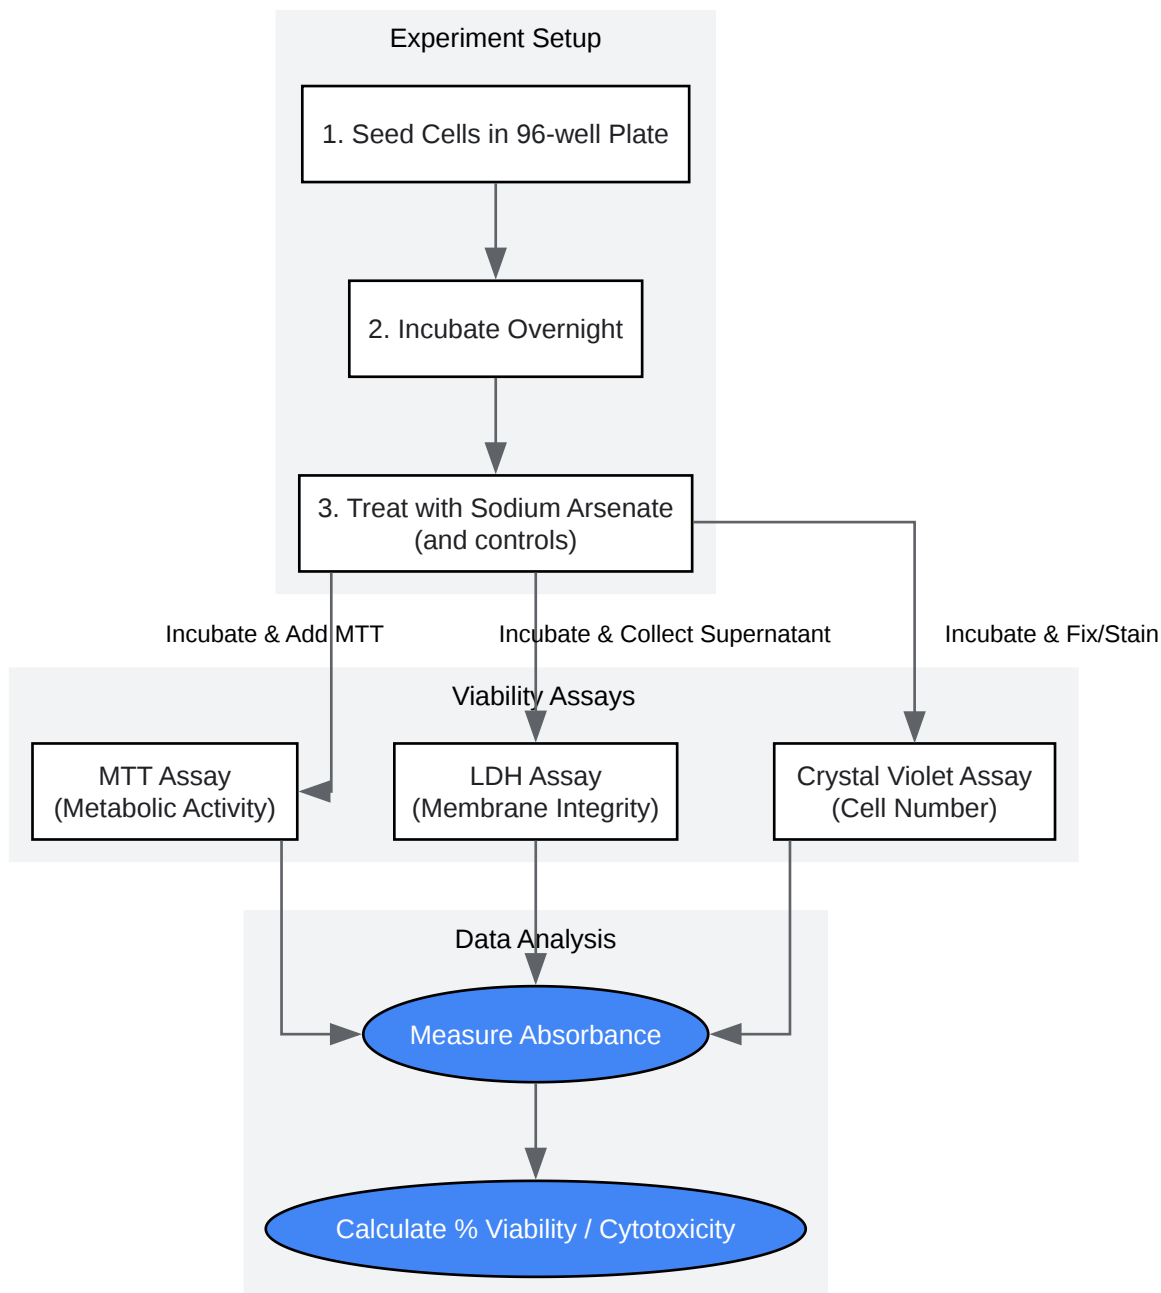 Experiment Setup
1. Seed Cells in 96-well Plate
2. Incubate Overnight
3. Treat with Sodium Arsenate
(and controls)
Incubate & Add MTT
Incubate & Collect Supernatant
Incubate & Fix/Stain
Viability Assays
MTT Assay
(Metabolic Activity)
LDH Assay
(Membrane Integrity)
Crystal Violet Assay
(Cell Number)
Data Analysis
Measure Absorbance
Calculate % Viability / Cytotoxicity